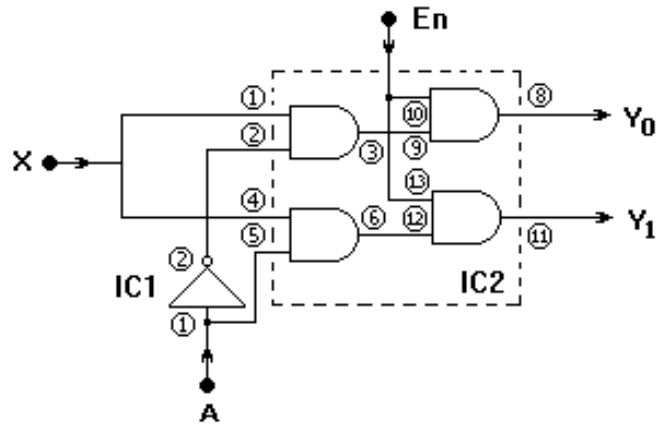 En
① ⑧
⑩ Y0
② ③ ⑨
X
④ ⑬
⑤ ⑥ ⑫ Y1
② ⑪
IC1 IC2
①
A